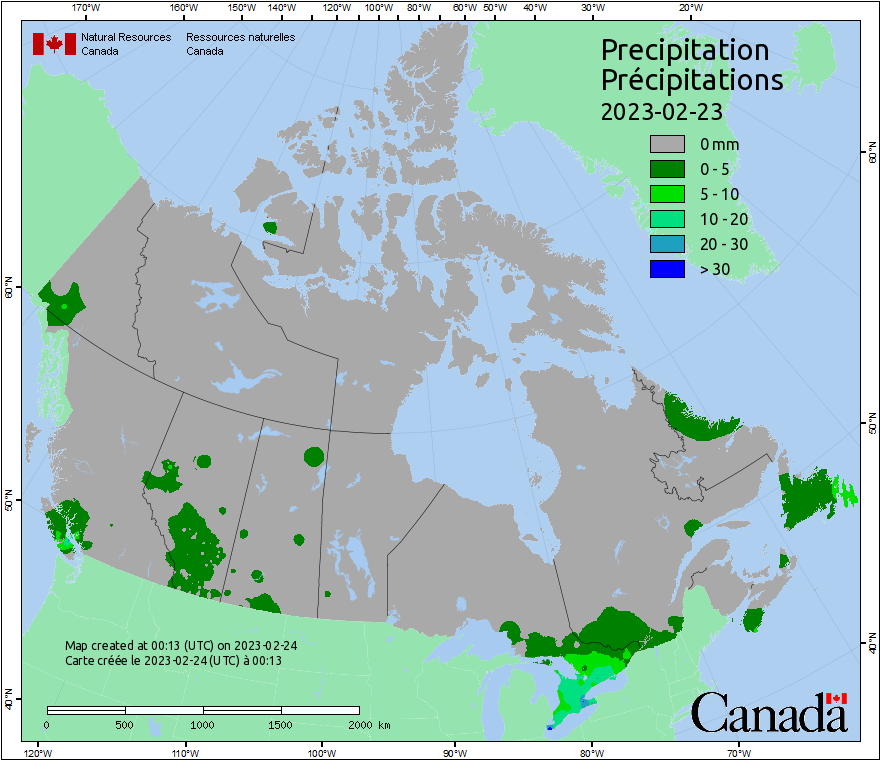 170°W 160°W 150°W 140°W 120°W 100°W 80°W 60°W 50°W 40°W 30°W 20°W
Natural Resources Canada
Ressources naturelles Canada
Precipitation
Précipitations
2023-02-23
0 mm
0 - 5
5 - 10
10 - 20
20 - 30
> 30
60°N
50°N
40°N
60°N
50°N
40°N
Map created at 00:13 (UTC) on 2023-02-24
Carte créée le 2023-02-24 (UTC) à 00:13
0 500 1000 1500 2000 km
Canada
120°W 110°W 100°W 90°W 80°W 70°W